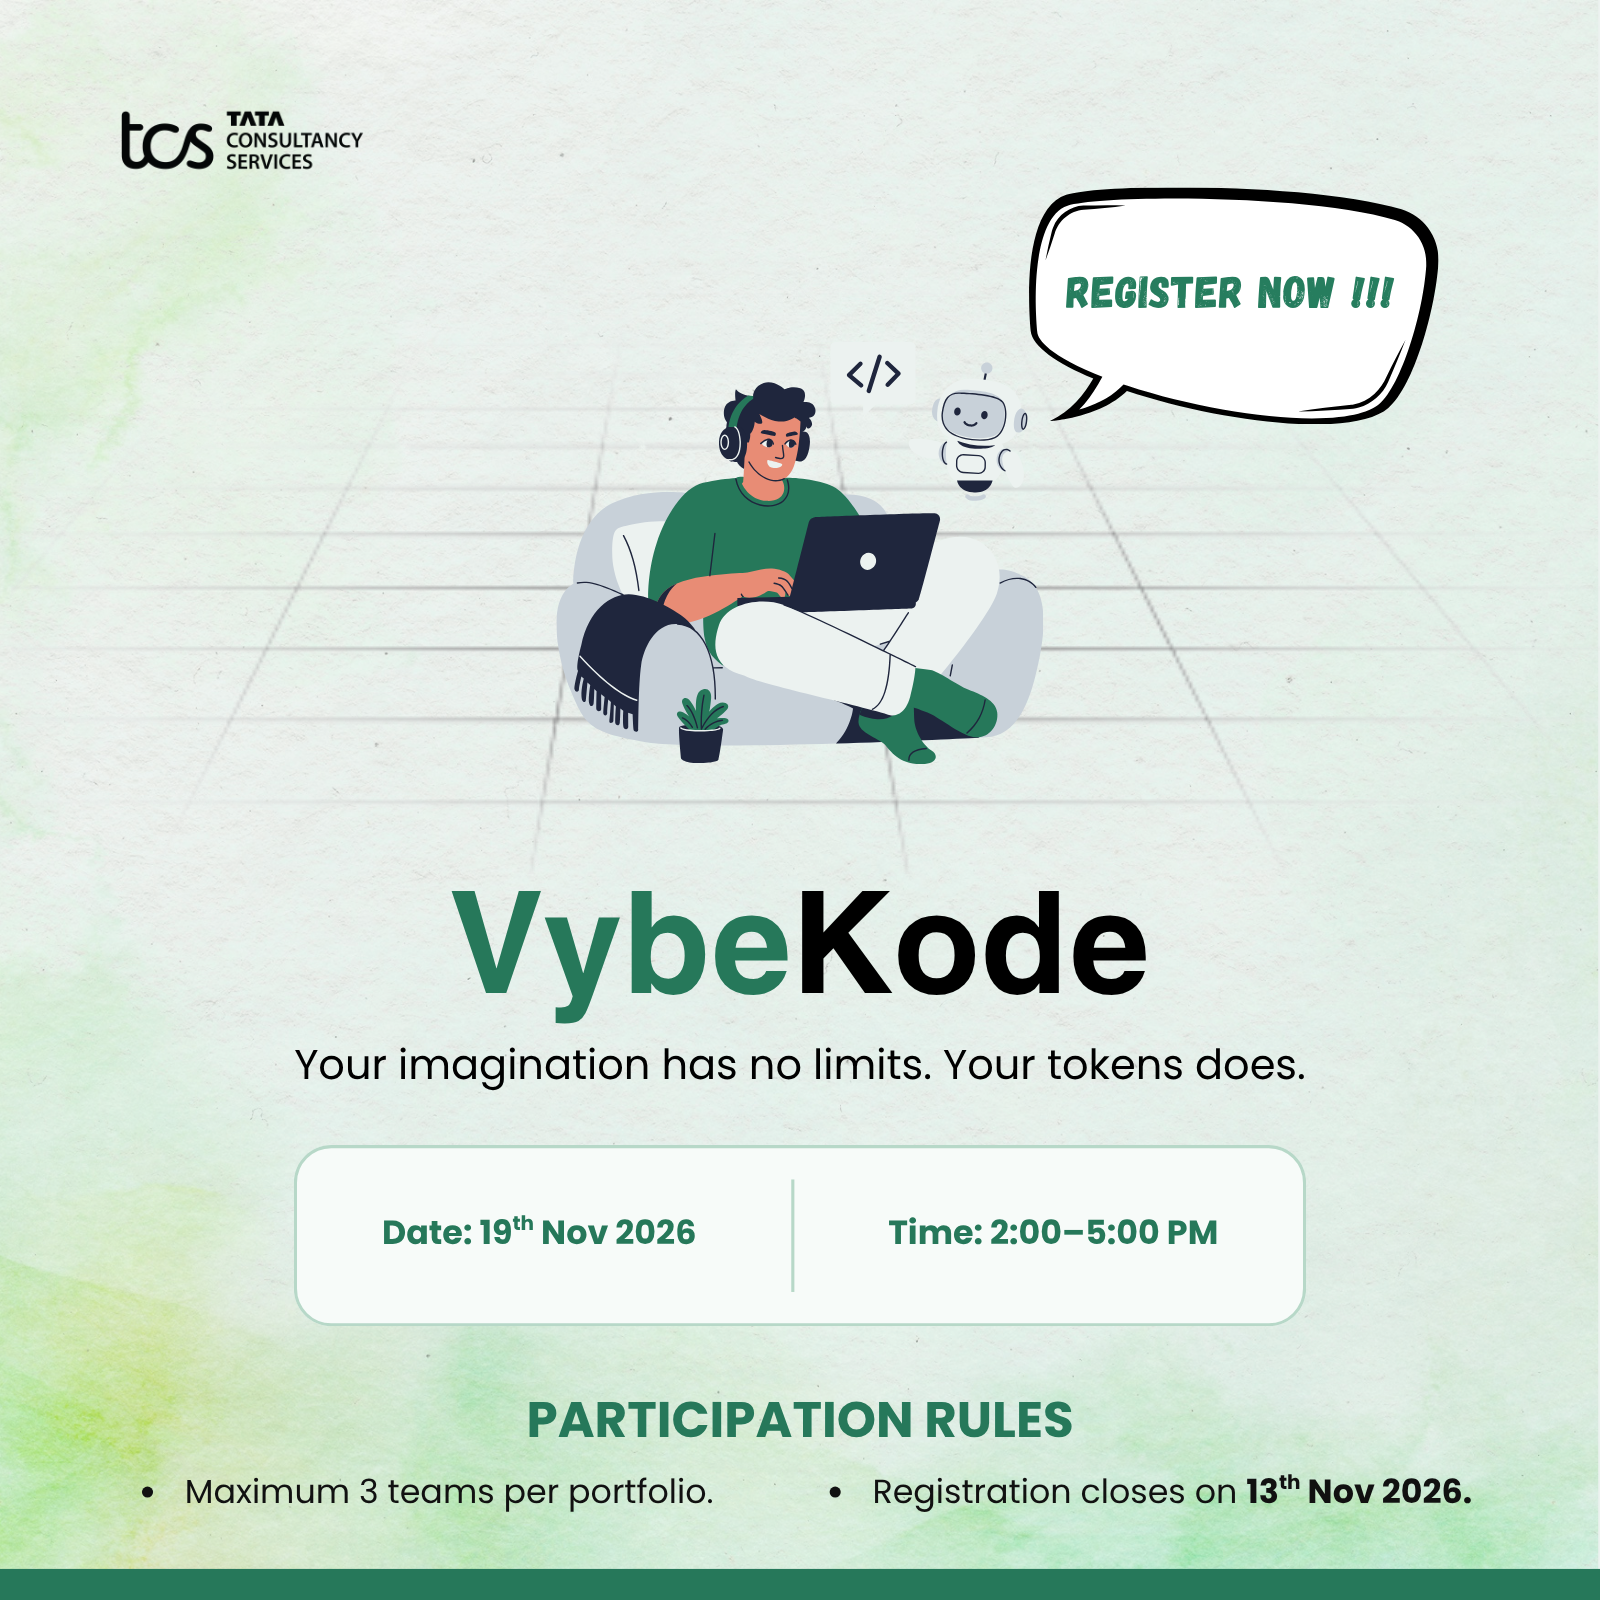 tcs TATA
CONSULTANCY
SERVICES
REGISTER NOW !!!
</>
VybeKode
Your imagination has no limits. Your tokens does.
Date: 19th Nov 2026
Time: 2:00–5:00 PM
PARTICIPATION RULES
• Maximum 3 teams per portfolio.
• Registration closes on 13th Nov 2026.